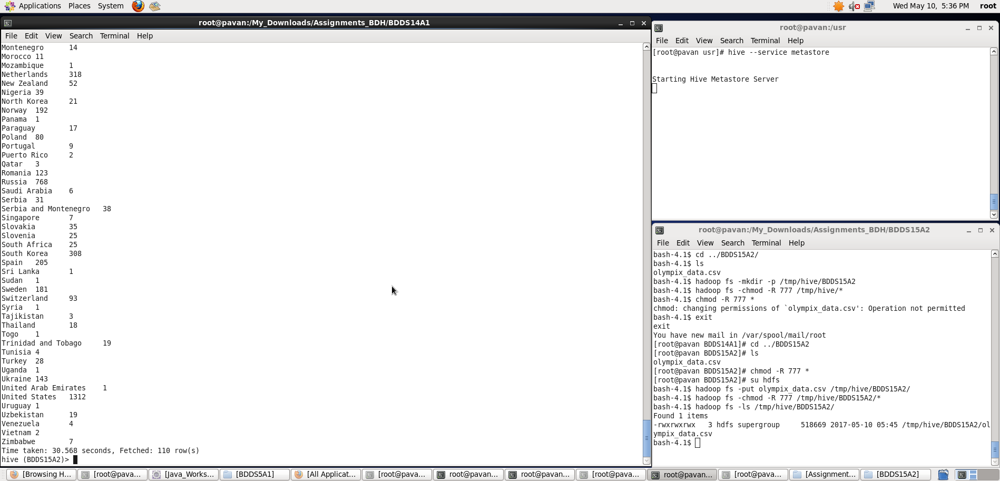 Applications Places System Wed May 10, 5:36 PM root
root@pavan:/My_Downloads/Assignments_BDH/BDDS14A1
File Edit View Search Terminal Help
Montenegro 14
Morocco 11
Mozambique 1
Netherlands 318
New Zealand 52
Nigeria 39
North Korea 21
Norway 192
Panama 1
Paraguay 17
Poland 80
Portugal 9
Puerto Rico 2
Qatar 3
Romania 123
Russia 768
Saudi Arabia 6
Serbia 31
Serbia and Montenegro 38
Singapore 7
Slovakia 35
Slovenia 25
South Africa 25
South Korea 308
Spain 205
Sri Lanka 1
Sudan 1
Sweden 181
Switzerland 93
Syria 1
Tajikistan 3
Thailand 18
Togo 1
Trinidad and Tobago 19
Tunisia 4
Turkey 28
Uganda 1
Ukraine 143
United Arab Emirates 1
United States 1312
Uruguay 1
Uzbekistan 19
Venezuela 4
Vietnam 2
Zimbabwe 7
Time taken: 30.568 seconds, Fetched: 110 row(s)
hive (BDDS15A2)>
root@pavan:/usr
File Edit View Search Terminal Help
[root@pavan usr]# hive --service metastore
Starting Hive Metastore Server
root@pavan:/My_Downloads/Assignments_BDH/BDDS15A2
File Edit View Search Terminal Help
bash-4.1$ cd ../BDDS15A2/
bash-4.1$ ls
olympix_data.csv
bash-4.1$ hadoop fs -mkdir -p /tmp/hive/BDDS15A2
bash-4.1$ hadoop fs -chmod -R 777 /tmp/hive/*
bash-4.1$ chmod -R 777 *
chmod: changing permissions of `olympix_data.csv': Operation not permitted
bash-4.1$ exit
exit
You have new mail in /var/spool/mail/root
[root@pavan BDDS14A1]# cd ../BDDS15A2
[root@pavan BDDS15A2]# ls
olympix_data.csv
[root@pavan BDDS15A2]# chmod -R 777 *
[root@pavan BDDS15A2]# su hdfs
bash-4.1$ hadoop fs -put olympix_data.csv /tmp/hive/BDDS15A2/
bash-4.1$ hadoop fs -chmod -R 777 /tmp/hive/BDDS15A2/*
bash-4.1$ hadoop fs -ls /tmp/hive/BDDS15A2/
Found 1 items
-rwxrwxrwx 3 hdfs supergroup 518669 2017-05-10 05:45 /tmp/hive/BDDS15A2/ol
ympix_data.csv
bash-4.1$
[Browsing H... [root@pava... [Java_Works... [BDDS5A1] [All Applicat... [root@pava... root@pavan... root@pavan... [root@pava... root@pavan... [root@pava... [Assignment... [BDDS15A2]